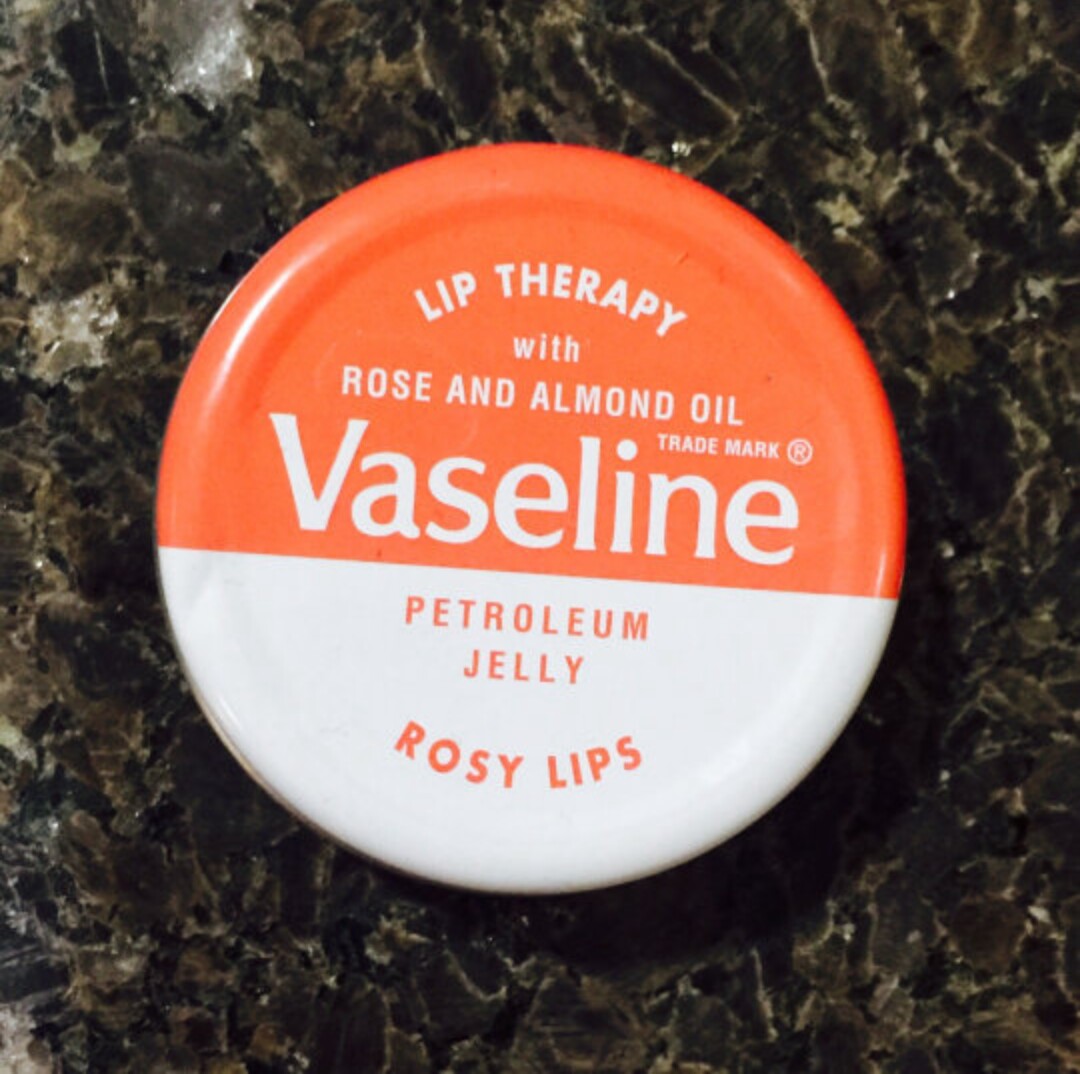 LIP THERAPY
with
ROSE AND ALMOND OIL
TRADE MARK ®
Vaseline
PETROLEUM
JELLY
ROSY LIPS